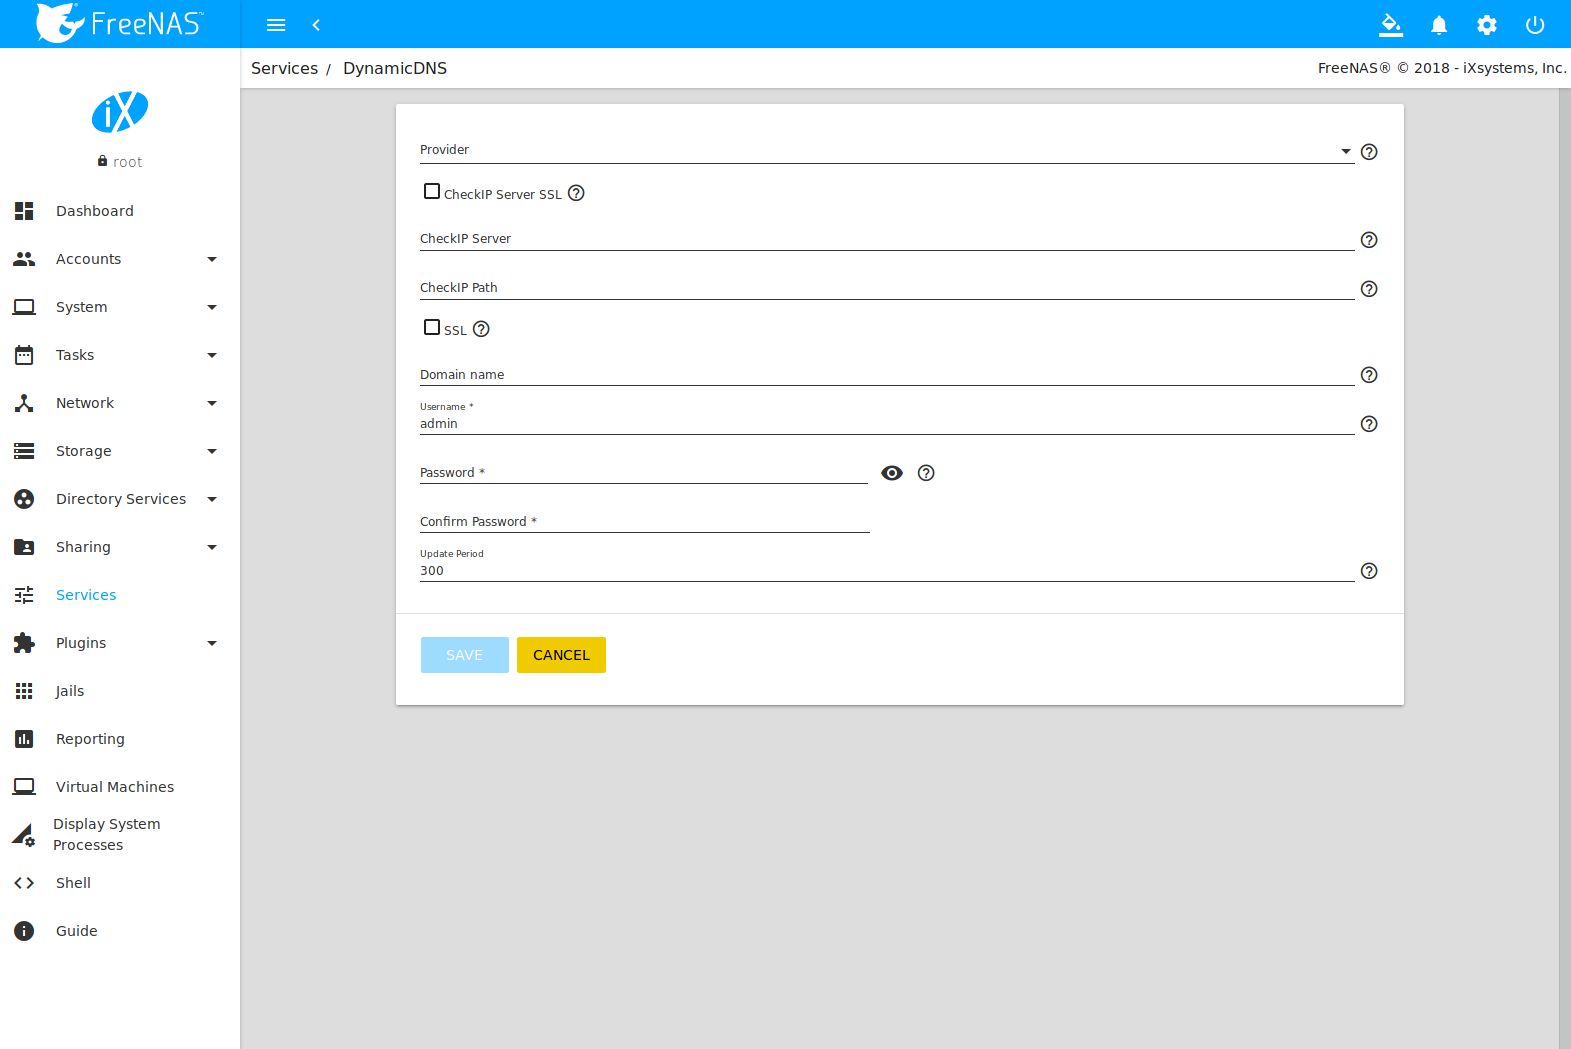 FreeNAS™
Services / DynamicDNS
FreeNAS® © 2018 - iXsystems, Inc.
iX
root
Dashboard
Accounts
System
Tasks
Network
Storage
Directory Services
Sharing
Services
Plugins
Jails
Reporting
Virtual Machines
Display System
Processes
Shell
Guide
Provider
CheckIP Server SSL
CheckIP Server
CheckIP Path
SSL
Domain name
Username *
admin
Password *
Confirm Password *
Update Period
300
SAVE CANCEL